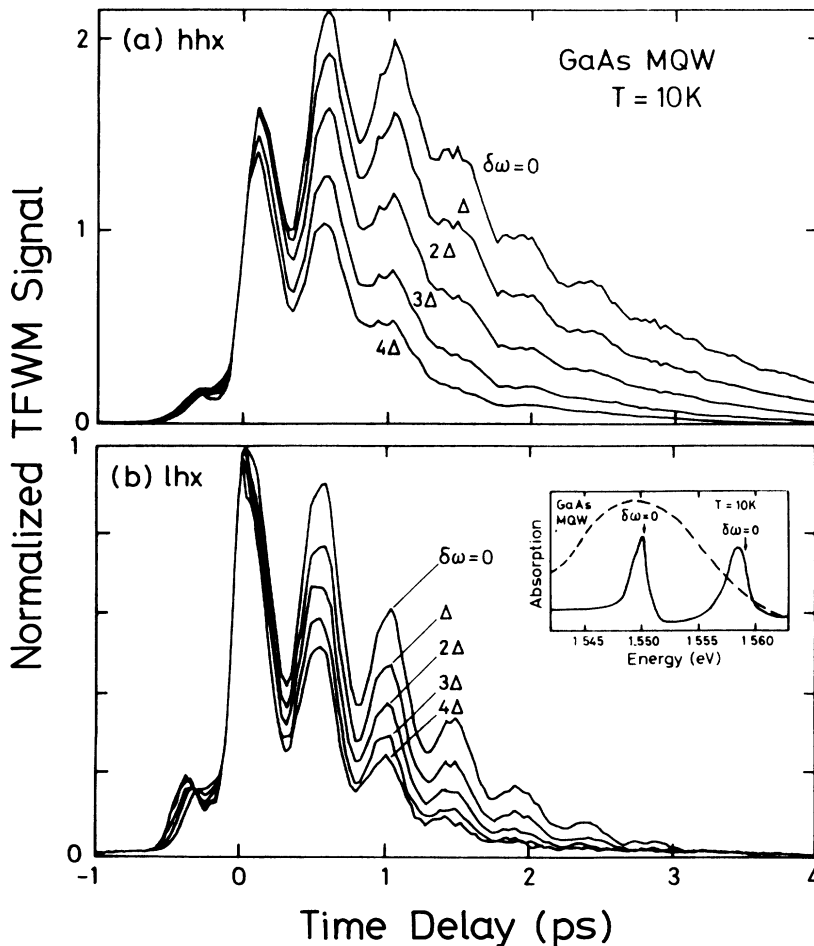 Normalized TFWM Signal
(a) hhx
GaAs MQW
T = 10K
2
1
0
δω=0
Δ
2Δ
3Δ
4Δ
(b) lhx
1
0
δω=0
Δ
2Δ
3Δ
4Δ
GaAs
MQW
T=10K
δω=0
δω=0
Absorption
1.545
1.550
1.555
1.560
Energy (eV)
-1
0
1
2
3
4
Time Delay (ps)